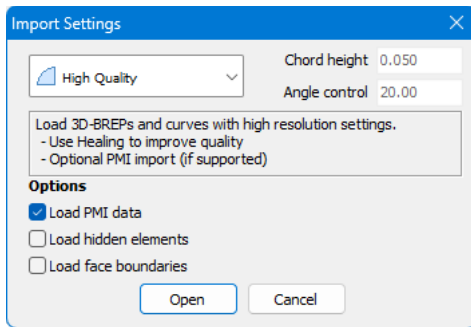 Import Settings
High Quality
Chord height 0.050
Angle control 20.00
Load 3D-BREPs and curves with high resolution settings.
- Use Healing to improve quality
- Optional PMI import (if supported)
Options
Load PMI data
Load hidden elements
Load face boundaries
Open Cancel